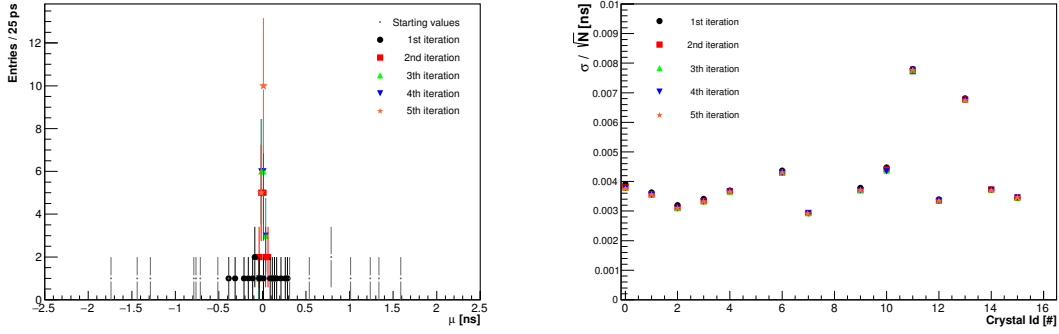 Entries / 25 ps
12
10
8
6
4
2
0
−2.5 −2 −1.5 −1 −0.5 0 0.5 1 1.5 2 2.5
μ [ns]
Starting values
1st iteration
2nd iteration
3th iteration
4th iteration
5th iteration
σ / √N [ns]
0.01
0.009
0.008
0.007
0.006
0.005
0.004
0.003
0.002
0.001
0
0 2 4 6 8 10 12 14 16
Crystal Id [#]
1st iteration
2nd iteration
3th iteration
4th iteration
5th iteration